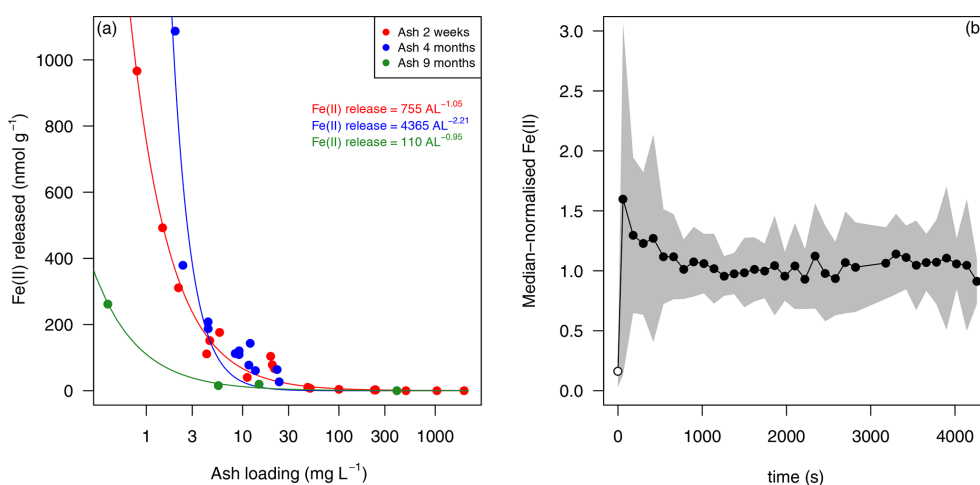 (a)
Ash 2 weeks
Ash 4 months
Ash 9 months
Fe(II) release = 755 AL⁻¹·⁰⁵
Fe(II) release = 4365 AL⁻²·²¹
Fe(II) release = 110 AL⁻⁰·⁹⁵
Fe(II) released (nmol g⁻¹)
1000
800
600
400
200
0
1 3 10 30 100 300 1000
Ash loading (mg L⁻¹)
(b
Median−normalised Fe(II)
3.0
2.5
2.0
1.5
1.0
0.5
0.0
0 1000 2000 3000 4000
time (s)